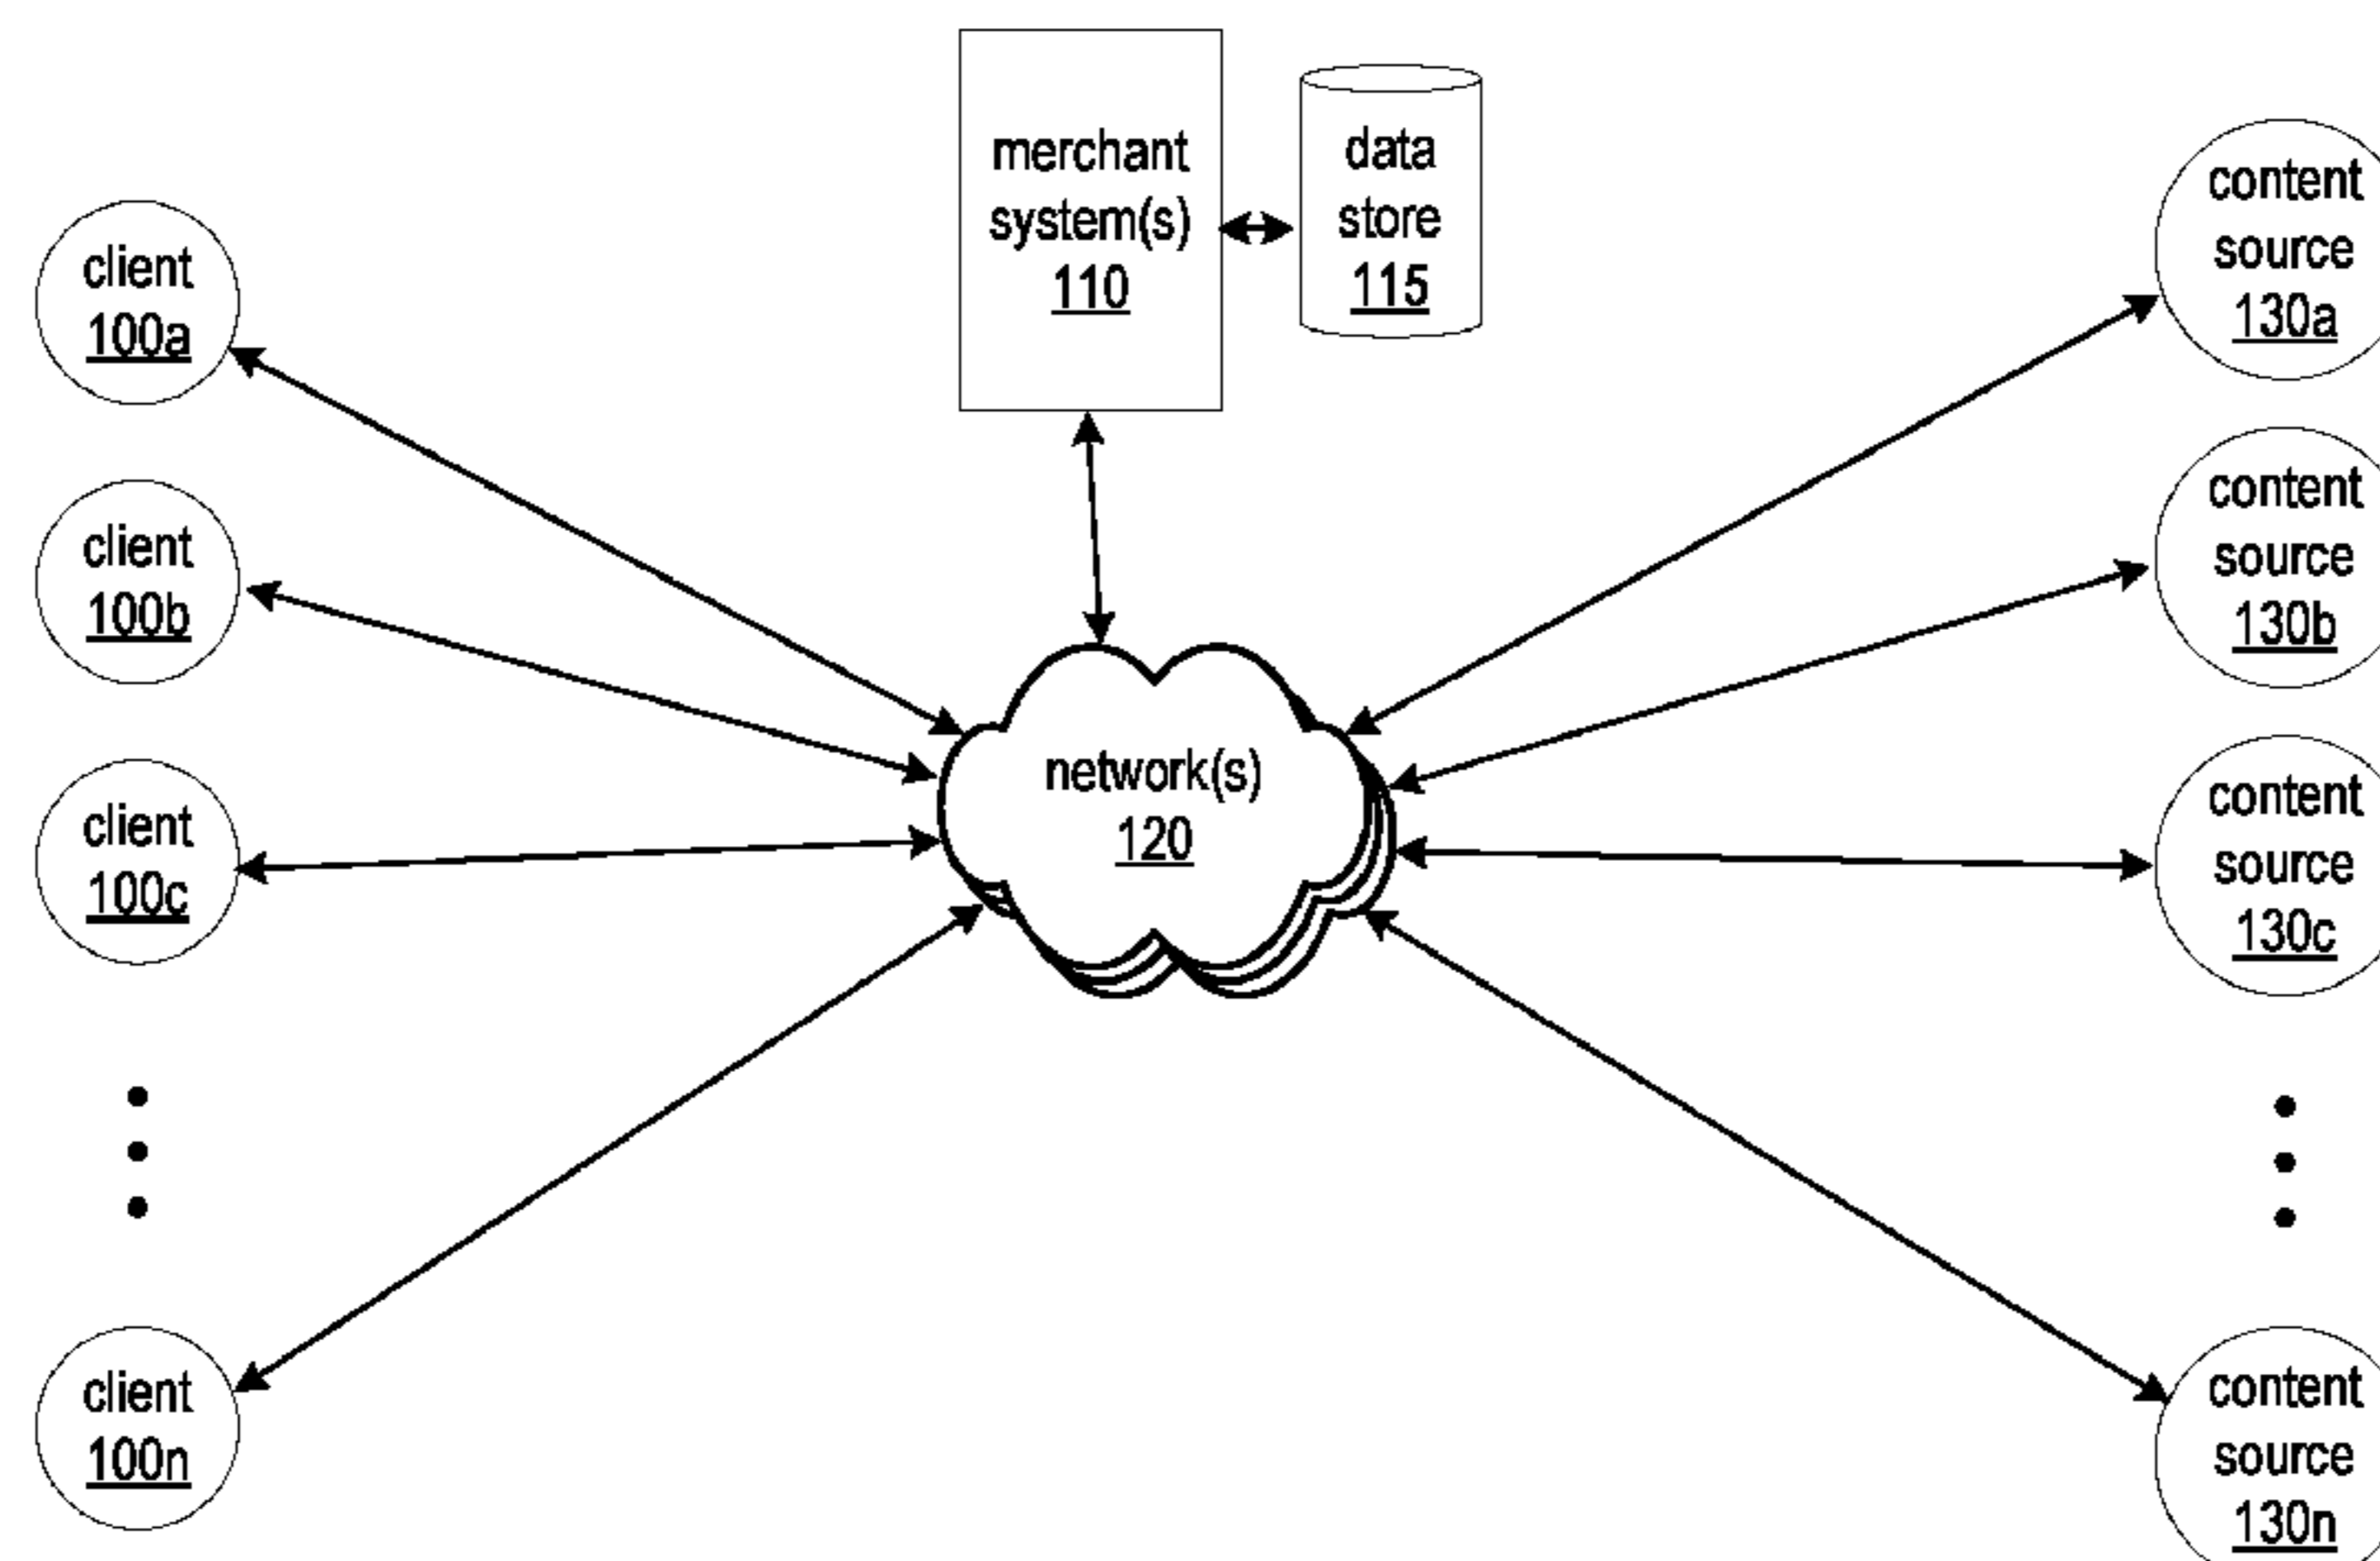 merchant
system(s)
110
data
store
115
client
100a
client
100b
client
100c
client
100n
network(s)
120
content
source
130a
content
source
130b
content
source
130c
content
source
130n